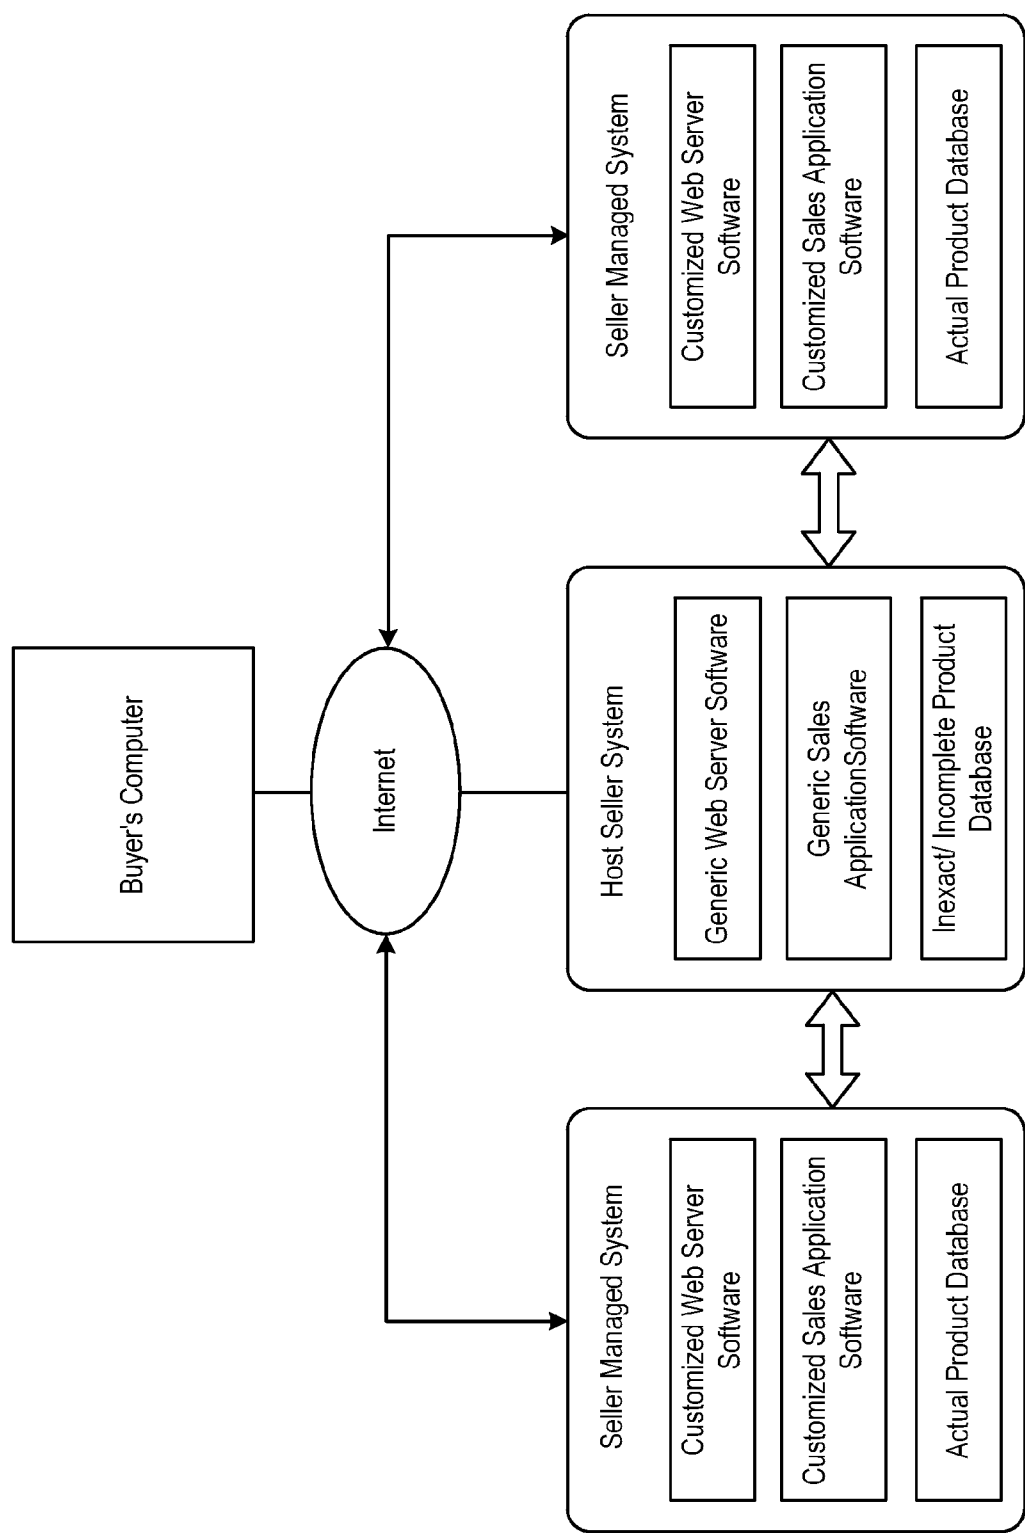 Buyer's Computer
Internet
Seller Managed System
Customized Web Server
Software
Customized Sales Application
Software
Actual Product Database
Host Seller System
Generic Web Server Software
Generic Sales
ApplicationSoftware
Inexact/ Incomplete Product
Database
Seller Managed System
Customized Web Server
Software
Customized Sales Application
Software
Actual Product Database